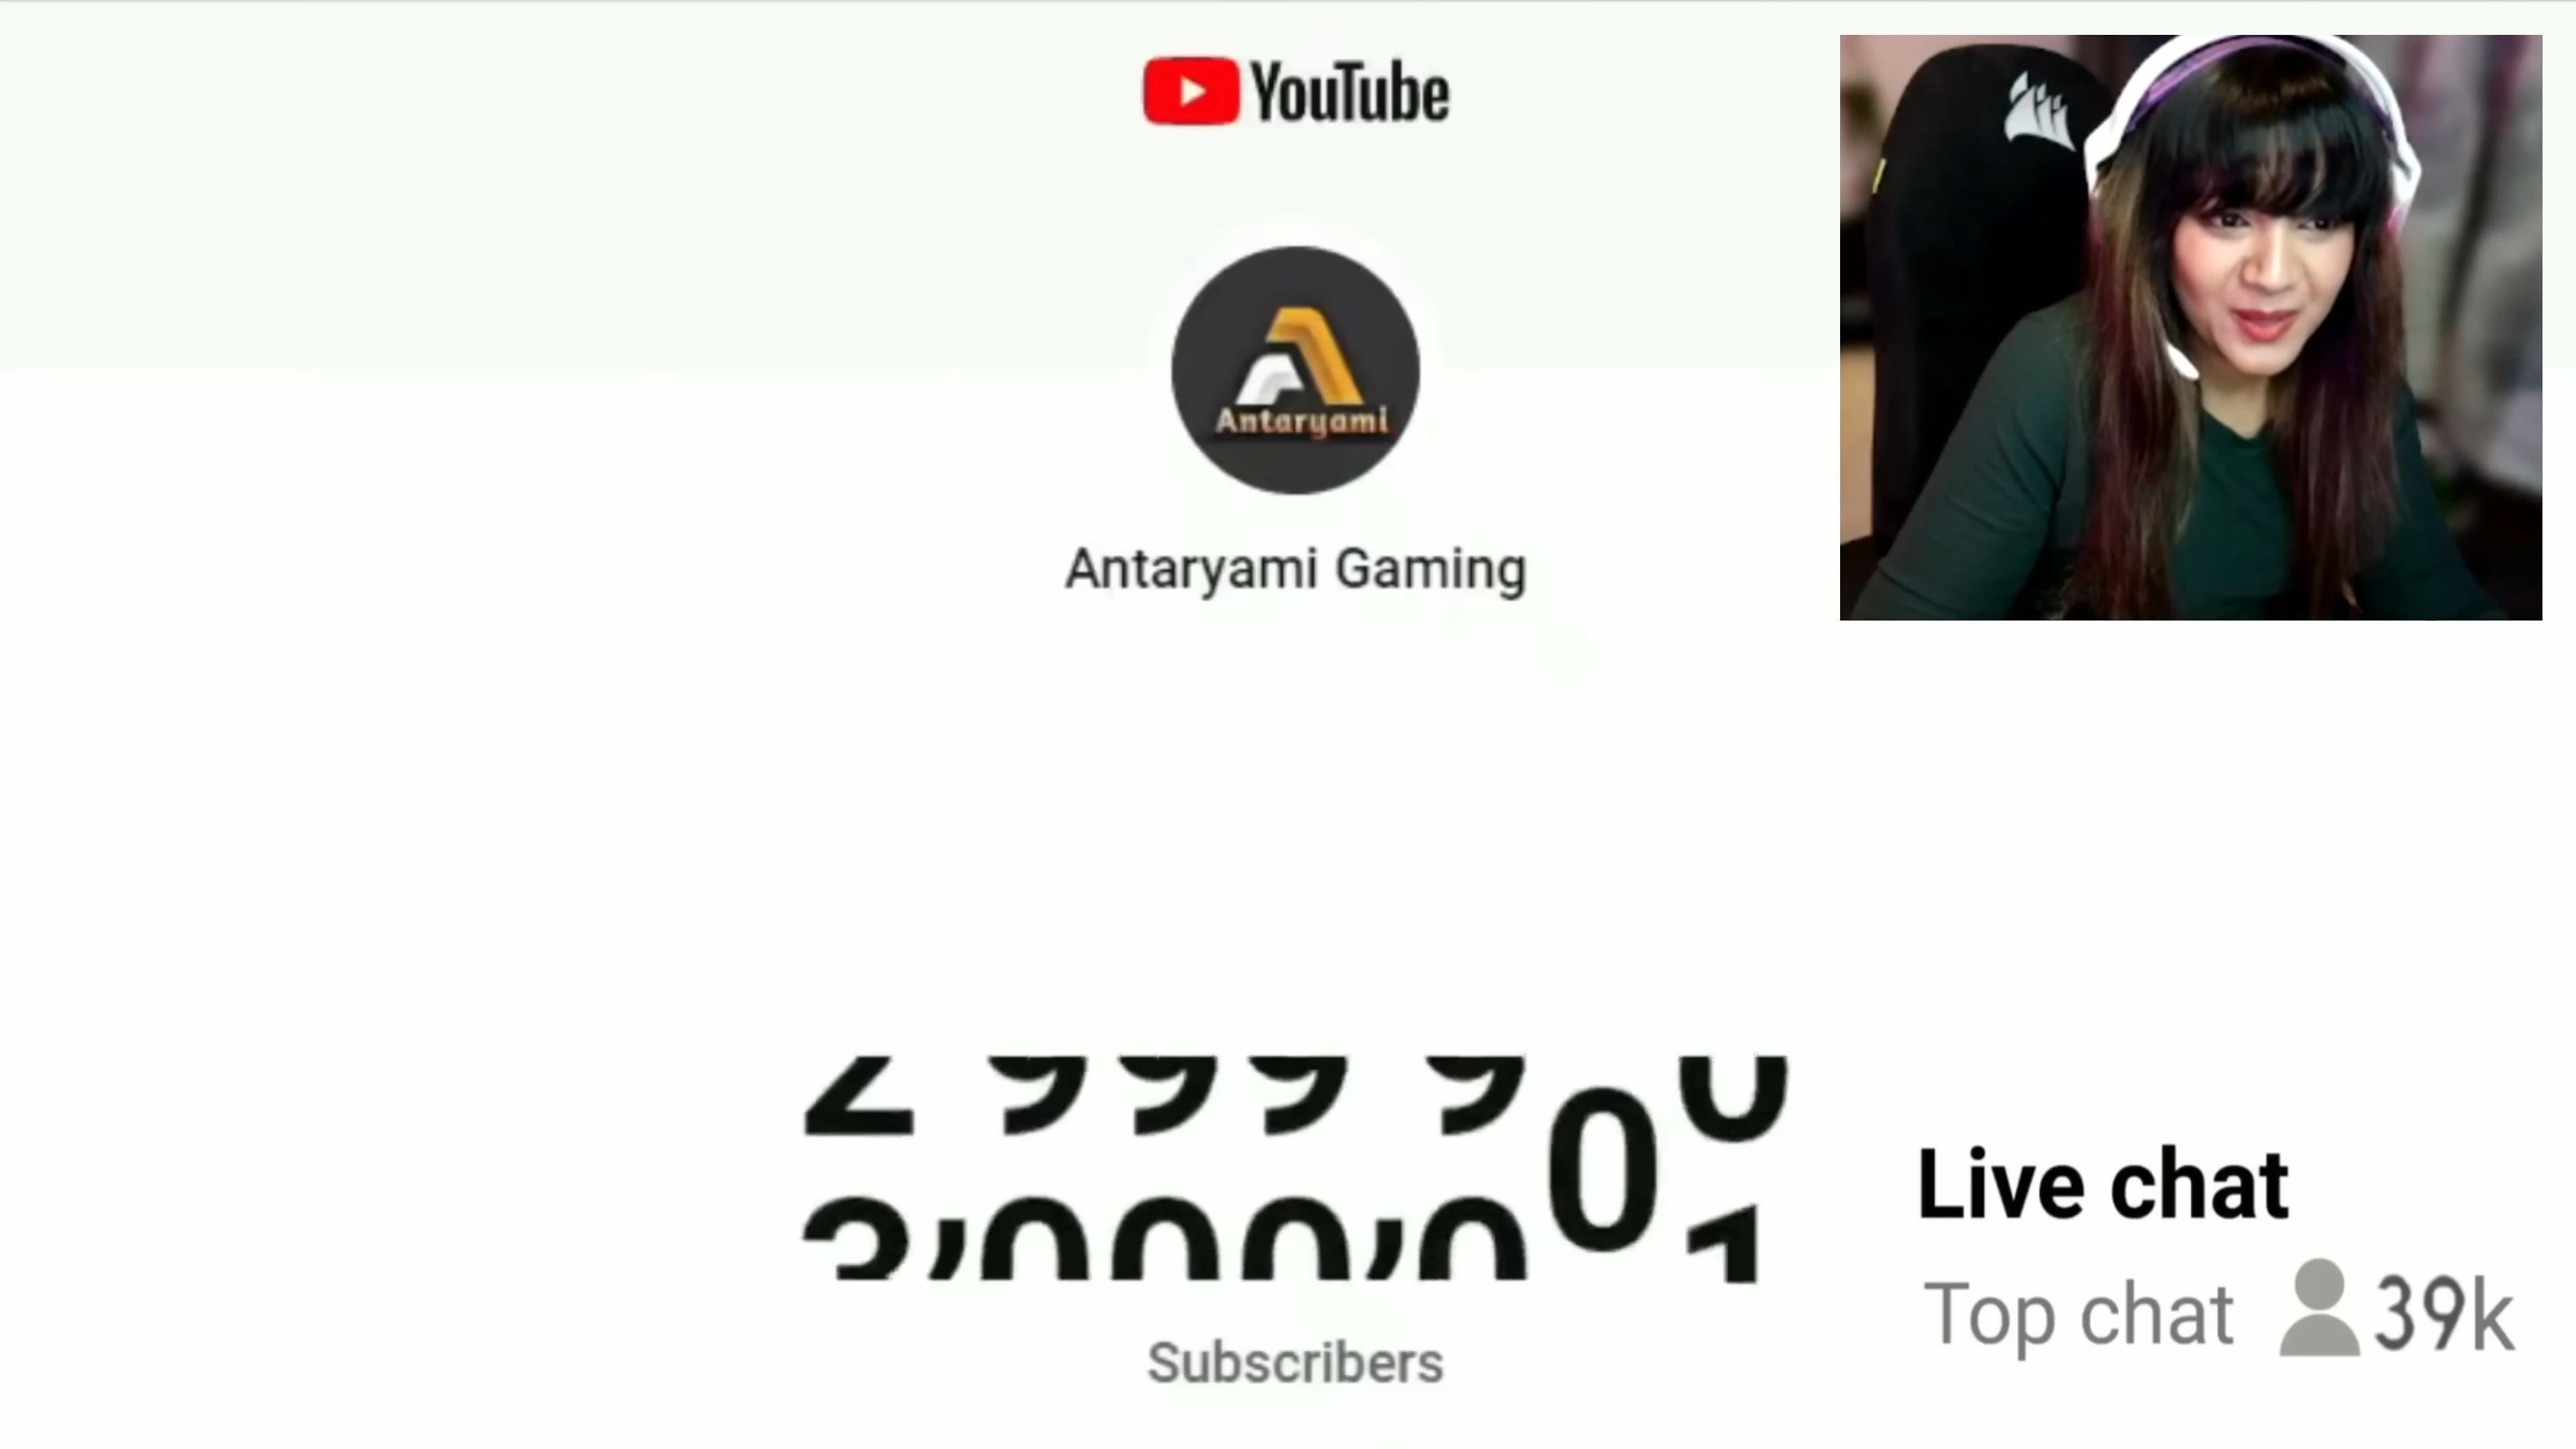 YouTube
Antaryami
Antaryami Gaming
Subscribers
Live chat
Top chat 39k